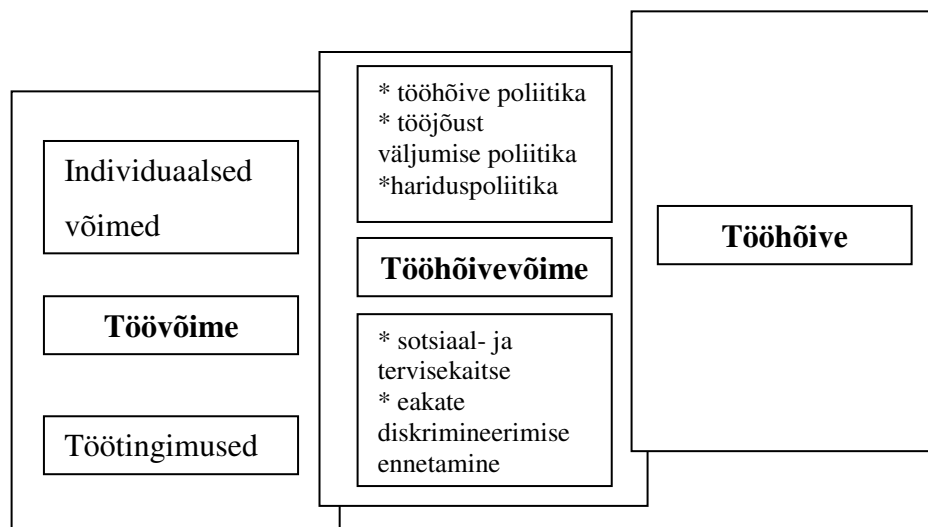 Individuaalsed
võimed
Töövõime
Töötingimused
* tööhõive poliitika
* tööjõust
väljumise poliitika
*hariduspoliitika
Tööhõivevõime
* sotsiaal- ja
tervisekaitse
* eakate
diskrimineerimise
ennetamine
Tööhõive